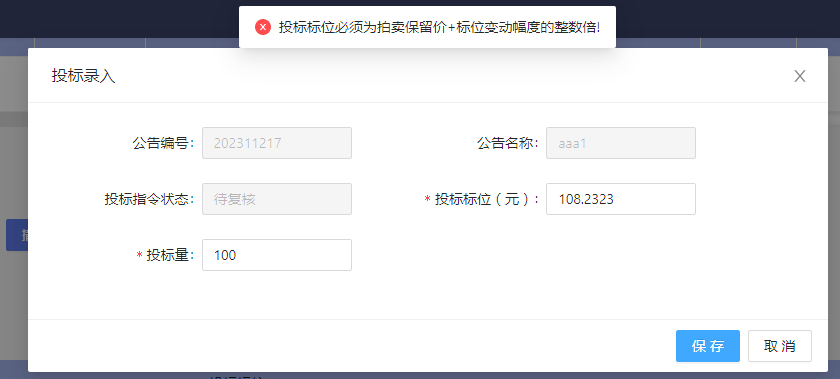 投标标位必须为拍卖保留价+标位变动幅度的整数倍!
投标录入
公告编号: 202311217 公告名称: aaa1
投标指令状态: 待复核 * 投标标位（元）: 108.2323
* 投标量: 100
保 存 取 消